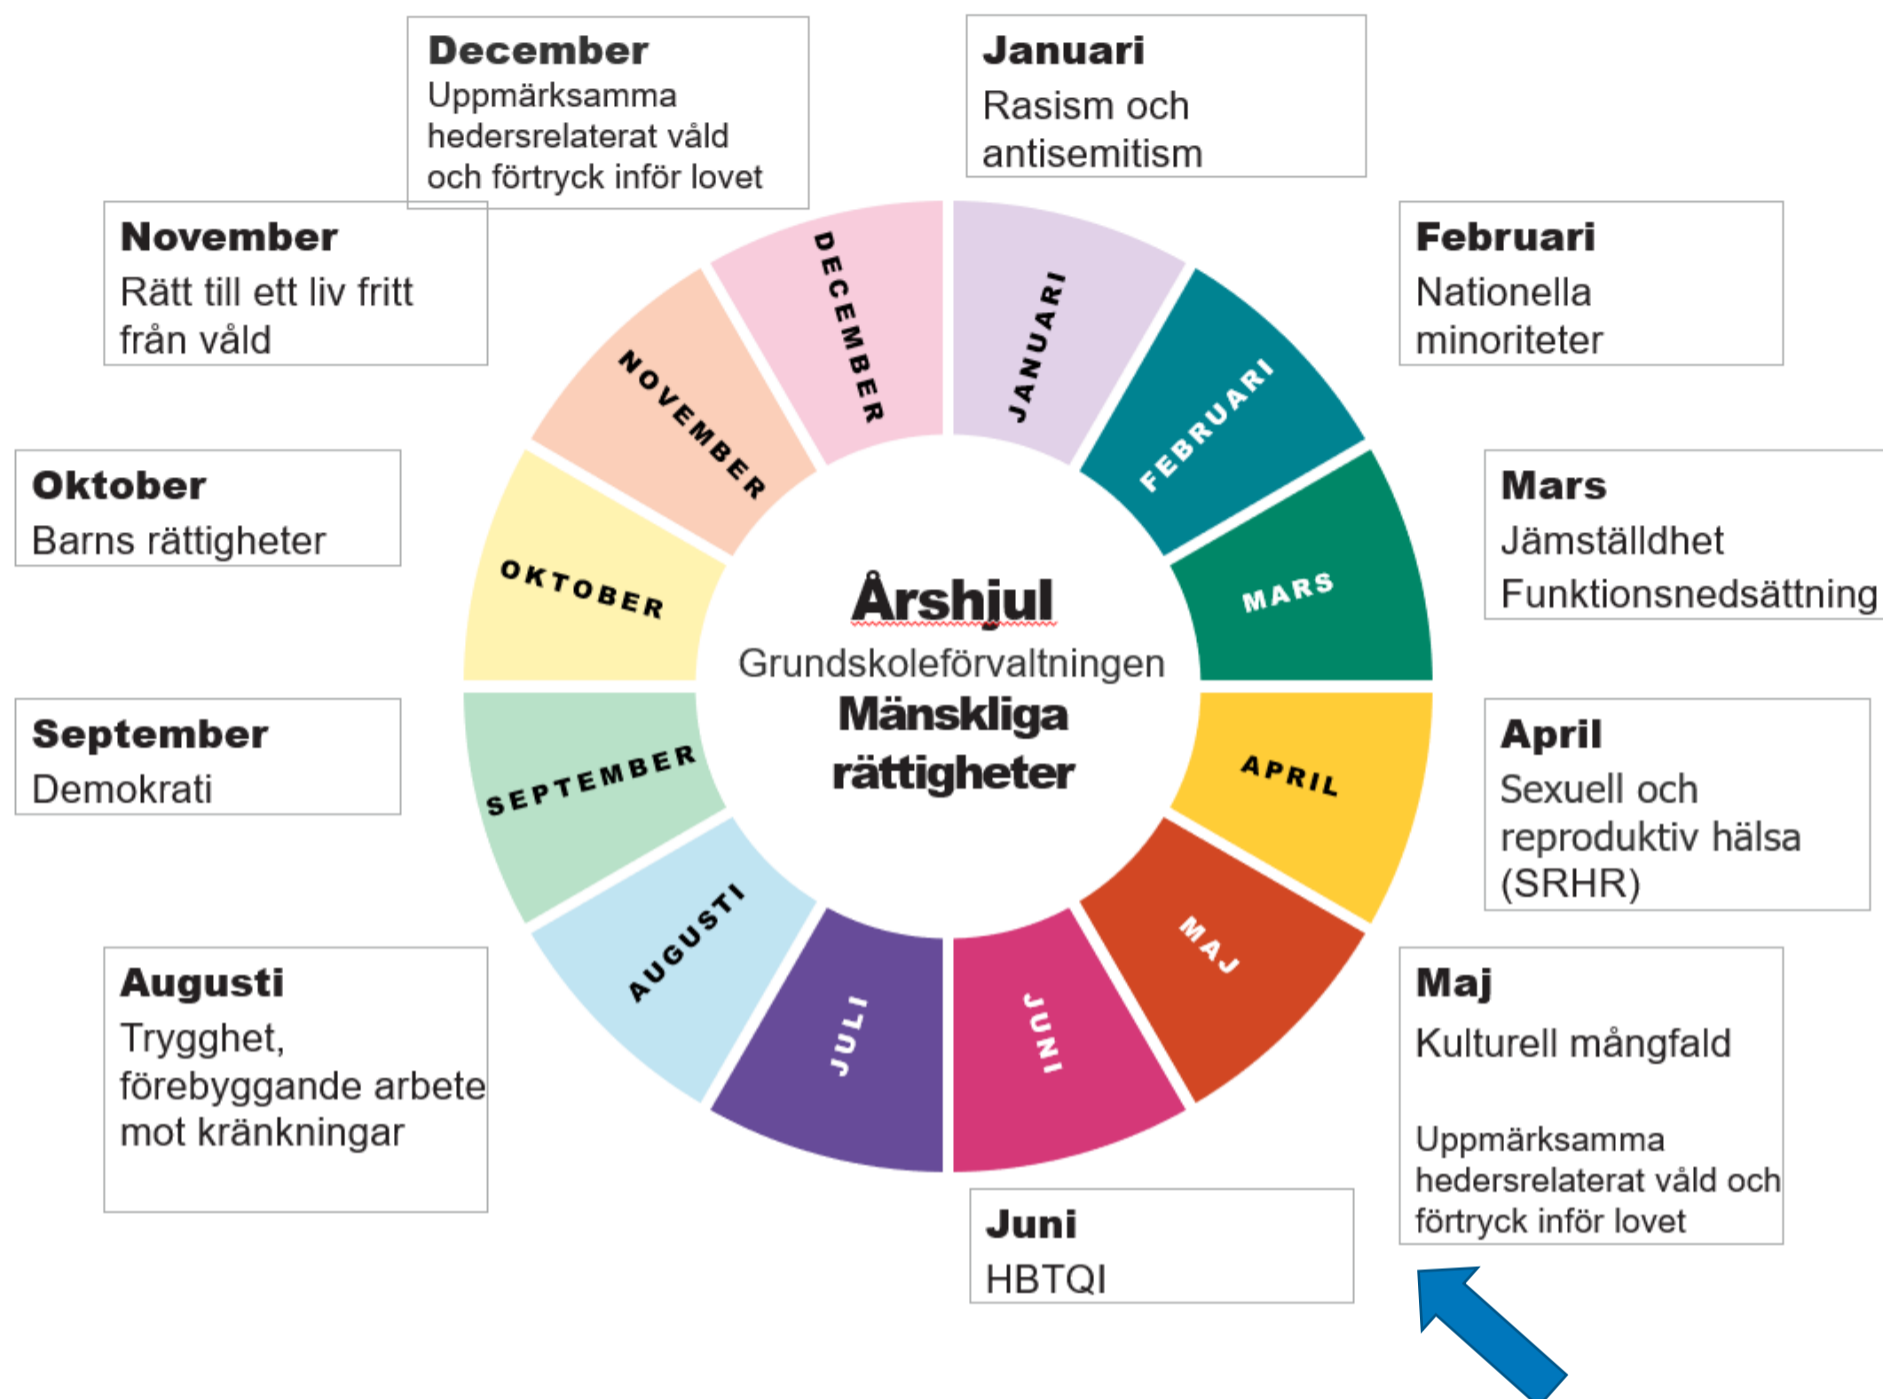 December
Uppmärksamma
hedersrelaterat våld
och förtryck inför lovet
Januari
Rasism och
antisemitism
November
Rätt till ett liv fritt
från våld
Februari
Nationella
minoriteter
Oktober
Barns rättigheter
Mars
Jämställdhet
Funktionsnedsättning
September
Demokrati
April
Sexuell och
reproduktiv hälsa
(SRHR)
Augusti
Trygghet,
förebyggande arbete
mot kränkningar
Maj
Kulturell mångfald
Uppmärksamma
hedersrelaterat våld och
förtryck inför lovet
Juni
HBTQI
DECEMBER
JANUARI
FEBRUARI
MARS
APRIL
MAJ
JUNI
JULI
AUGUSTI
SEPTEMBER
OKTOBER
NOVEMBER
Årshjul
Grundskoleförvaltningen
Mänskliga
rättigheter